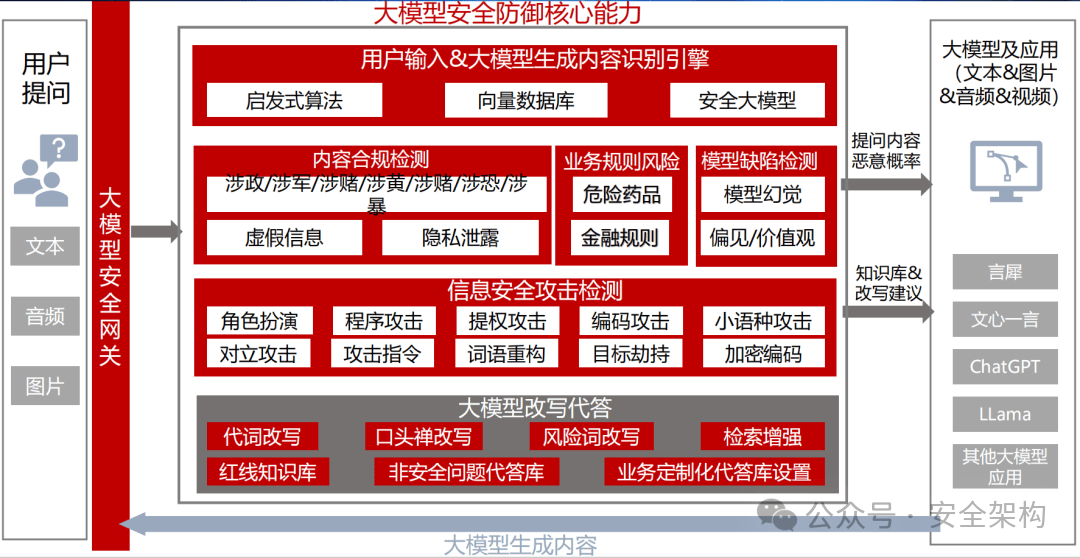 大模型安全防御核心能力
用户
提问
文本
音频
图片
大模型安全网关
用户输入&大模型生成内容识别引擎
启发式算法
向量数据库
安全大模型
内容合规检测
涉政/涉军/涉赌/涉黄/涉赌/涉恐/涉
暴
虚假信息
隐私泄露
业务规则风险
危险药品
金融规则
模型缺陷检测
模型幻觉
偏见/价值观
信息安全攻击检测
角色扮演
程序攻击
提权攻击
编码攻击
小语种攻击
对立攻击
攻击指令
词语重构
目标劫持
加密编码
大模型改写代答
代词改写
口头禅改写
风险词改写
检索增强
红线知识库
非安全问题代答库
业务定制化代答库设置
提问内容
恶意概率
知识库&
改写建议
大模型及应用
（文本&图片
&音频&视频）
言犀
文心一言
ChatGPT
LLama
其他大模型
应用
大模型生成内容
公众号·安全架构